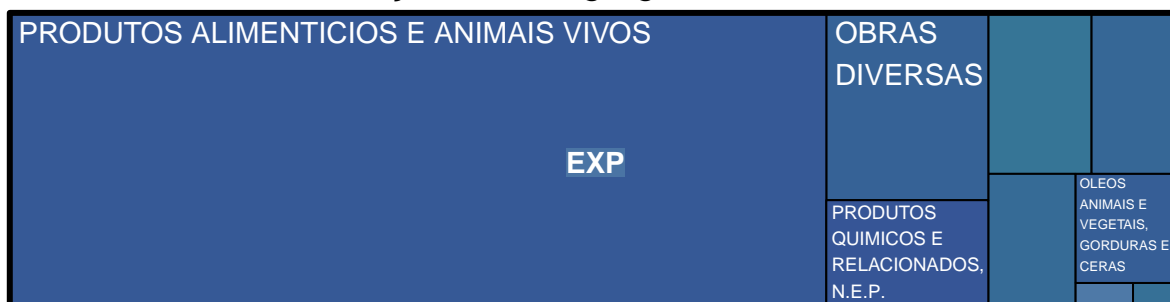 PRODUTOS ALIMENTICIOS E ANIMAIS VIVOS
EXP
OBRAS
DIVERSAS
PRODUTOS
QUIMICOS E
RELACIONADOS,
N.E.P.
OLEOS
ANIMAIS E
VEGETAIS,
GORDURAS E
CERAS